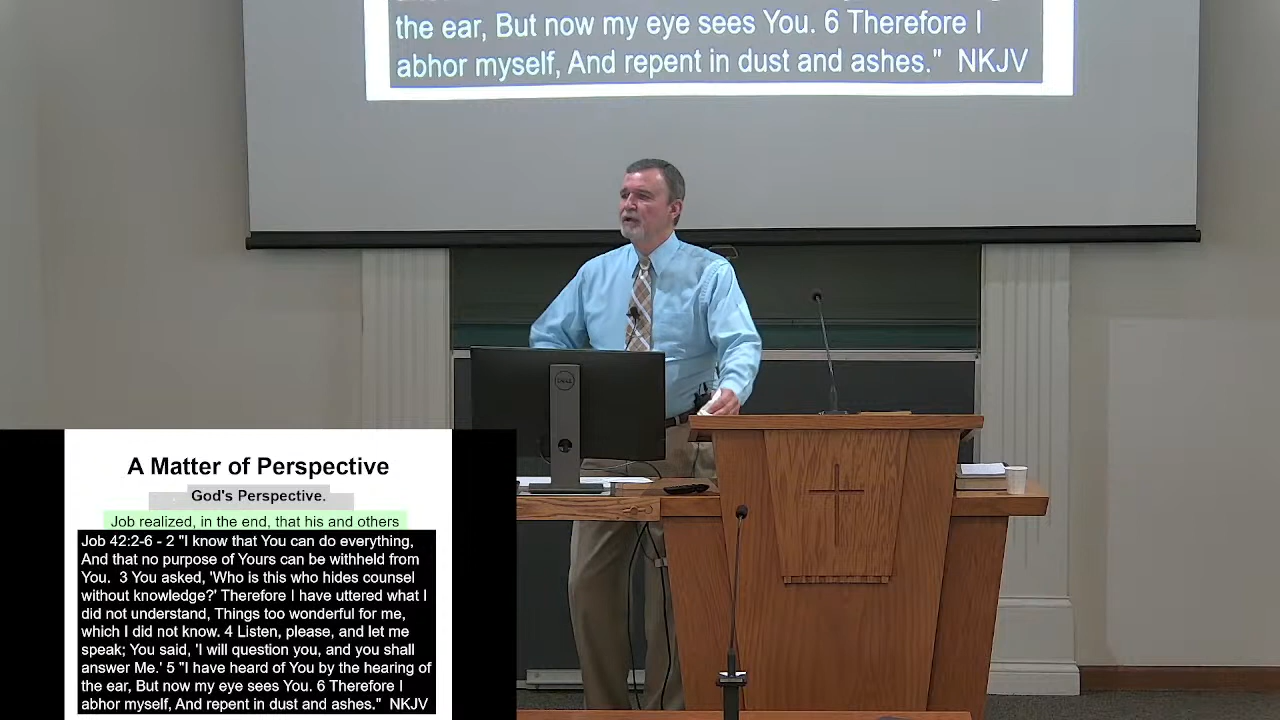 the ear, But now my eye sees You. 6 Therefore I
abhor myself, And repent in dust and ashes." NKJV
DELL
A Matter of Perspective
God's Perspective.
Job realized, in the end, that his and others
Job 42:2-6 - 2 "I know that You can do everything,
And that no purpose of Yours can be withheld from
You. 3 You asked, 'Who is this who hides counsel
without knowledge?' Therefore I have uttered what I
did not understand, Things too wonderful for me,
which I did not know. 4 Listen, please, and let me
speak; You said, 'I will question you, and you shall
answer Me.' 5 "I have heard of You by the hearing of
the ear, But now my eye sees You. 6 Therefore I
abhor myself, And repent in dust and ashes." NKJV